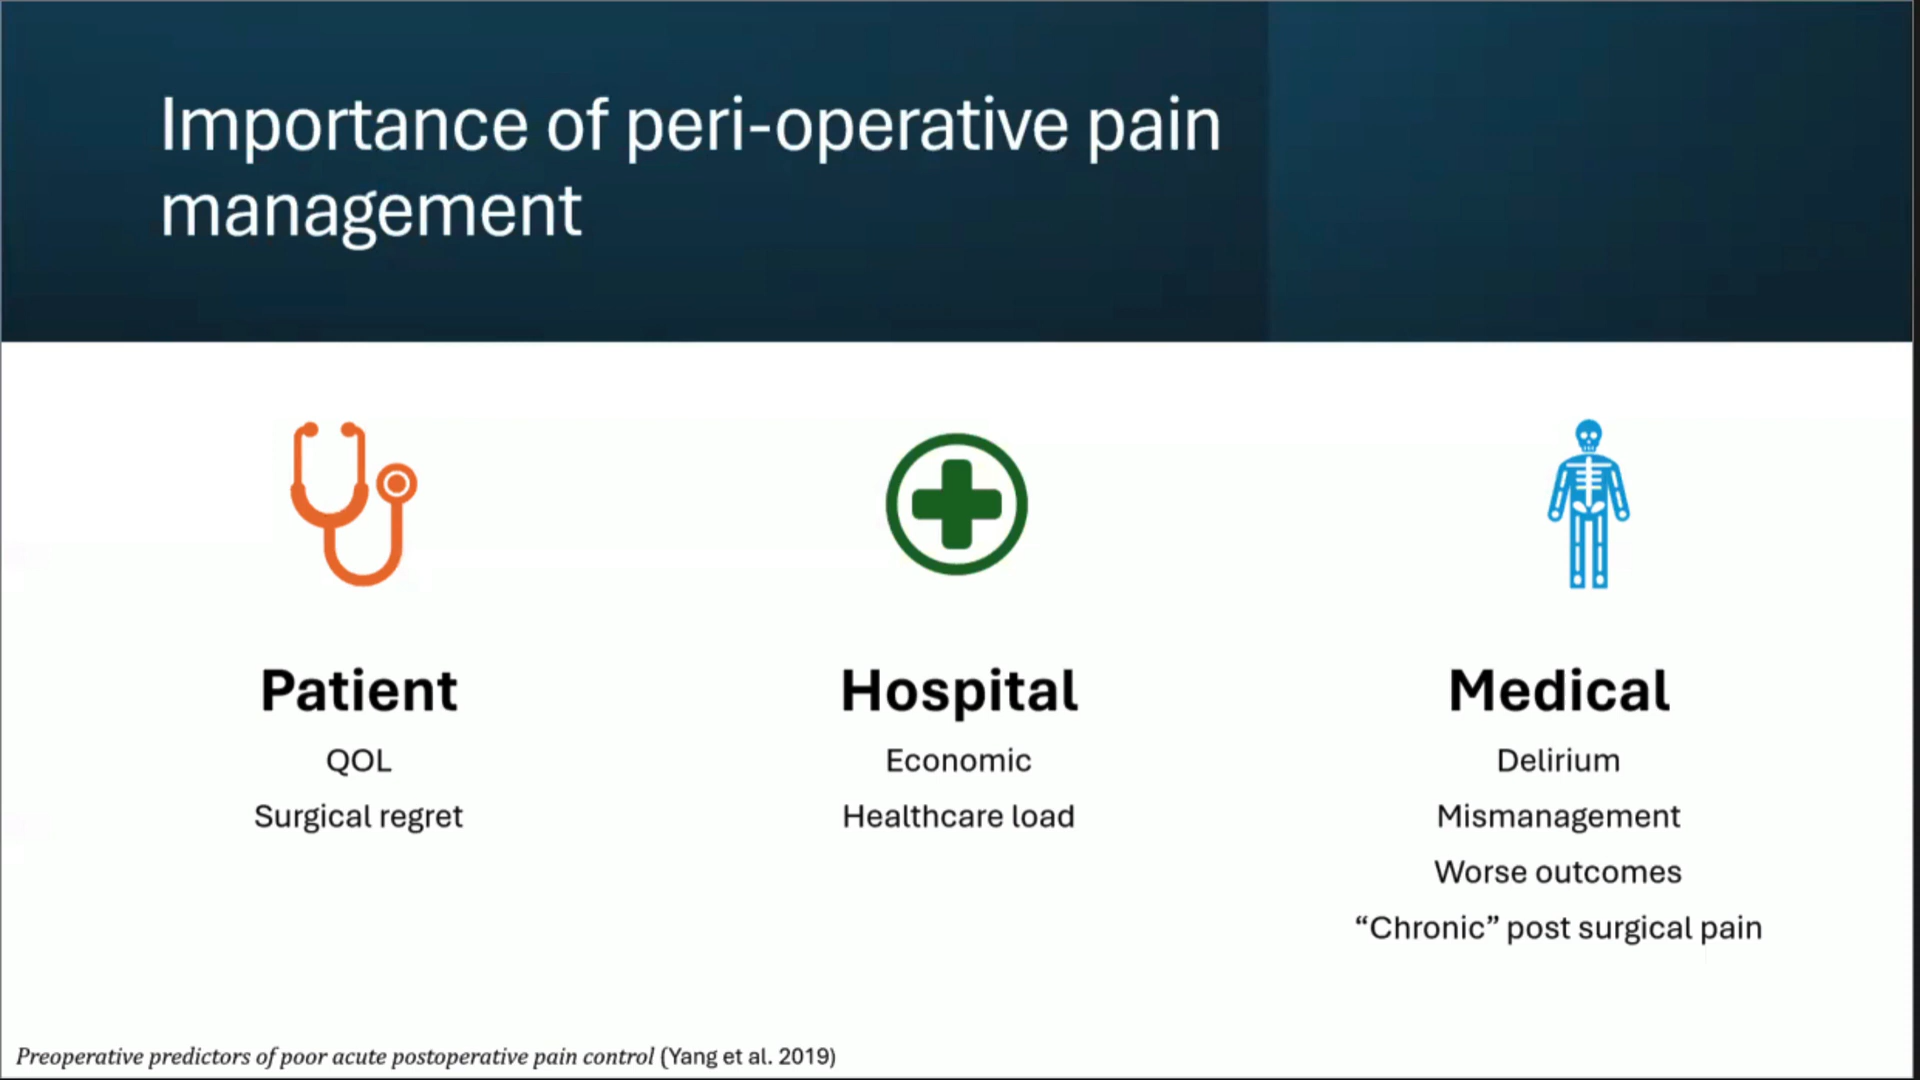 Importance of peri-operative pain
management
Patient
QOL
Surgical regret
Hospital
Economic
Healthcare load
Medical
Delirium
Mismanagement
Worse outcomes
“Chronic” post surgical pain
Preoperative predictors of poor acute postoperative pain control (Yang et al. 2019)